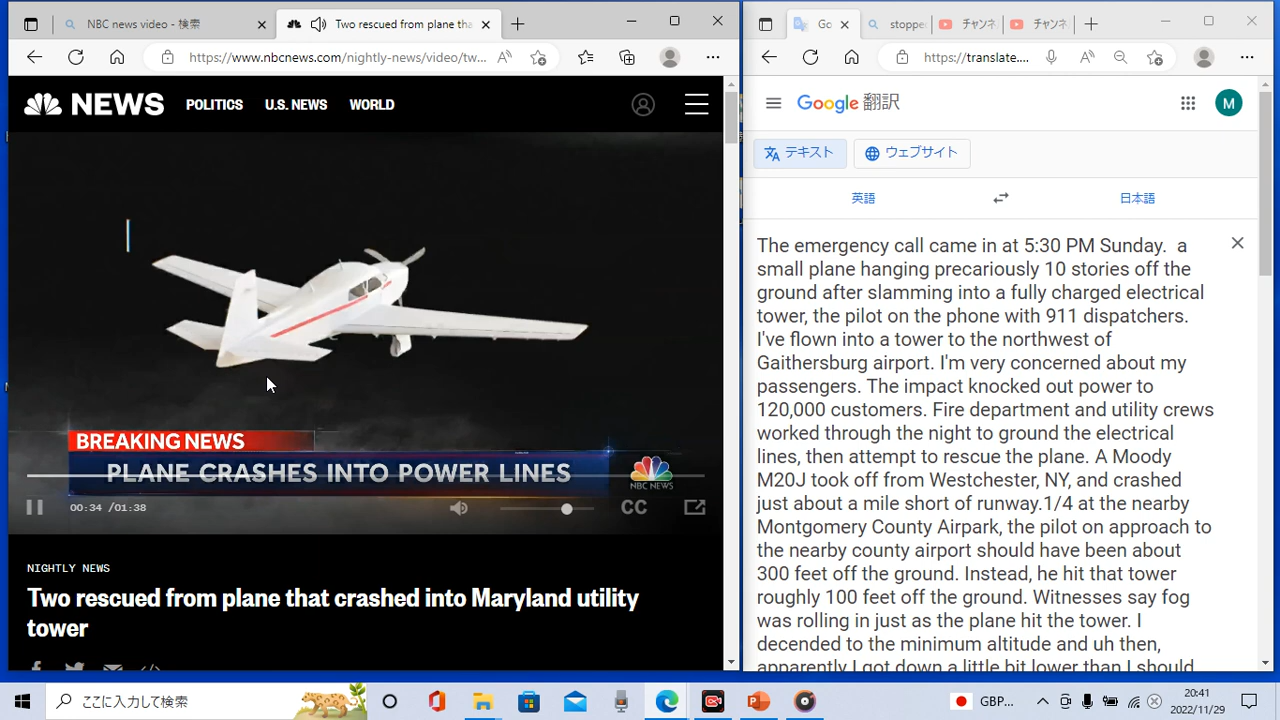 NBC news video - 検索
Two rescued from plane tha
https://www.nbcnews.com/nightly-news/video/tw...
NEWS
POLITICS
U.S. NEWS
WORLD
BREAKING NEWS
PLANE CRASHES INTO POWER LINES
NBC NEWS
00:34 /01:38
CC
NIGHTLY NEWS
Two rescued from plane that crashed into Maryland utility
tower
Go
stoppe
チャンネ
チャンネ
https://translate....
Google 翻訳
M
テキスト
ウェブサイト
英語
日本語
The emergency call came in at 5:30 PM Sunday.  a
small plane hanging precariously 10 stories off the
ground after slamming into a fully charged electrical
tower, the pilot on the phone with 911 dispatchers.
I've flown into a tower to the northwest of
Gaithersburg airport. I'm very concerned about my
passengers. The impact knocked out power to
120,000 customers. Fire department and utility crews
worked through the night to ground the electrical
lines, then attempt to rescue the plane. A Moody
M20J took off from Westchester, NY, and crashed
just about a mile short of runway.1/4 at the nearby
Montgomery County Airpark, the pilot on approach to
the nearby county airport should have been about
300 feet off the ground. Instead, he hit that tower
roughly 100 feet off the ground. Witnesses say fog
was rolling in just as the plane hit the tower. I
decended to the minimum altitude and uh then,
apparently I got down a little bit lower than I should
ここに入力して検索
GBP...
20:41
2022/11/29